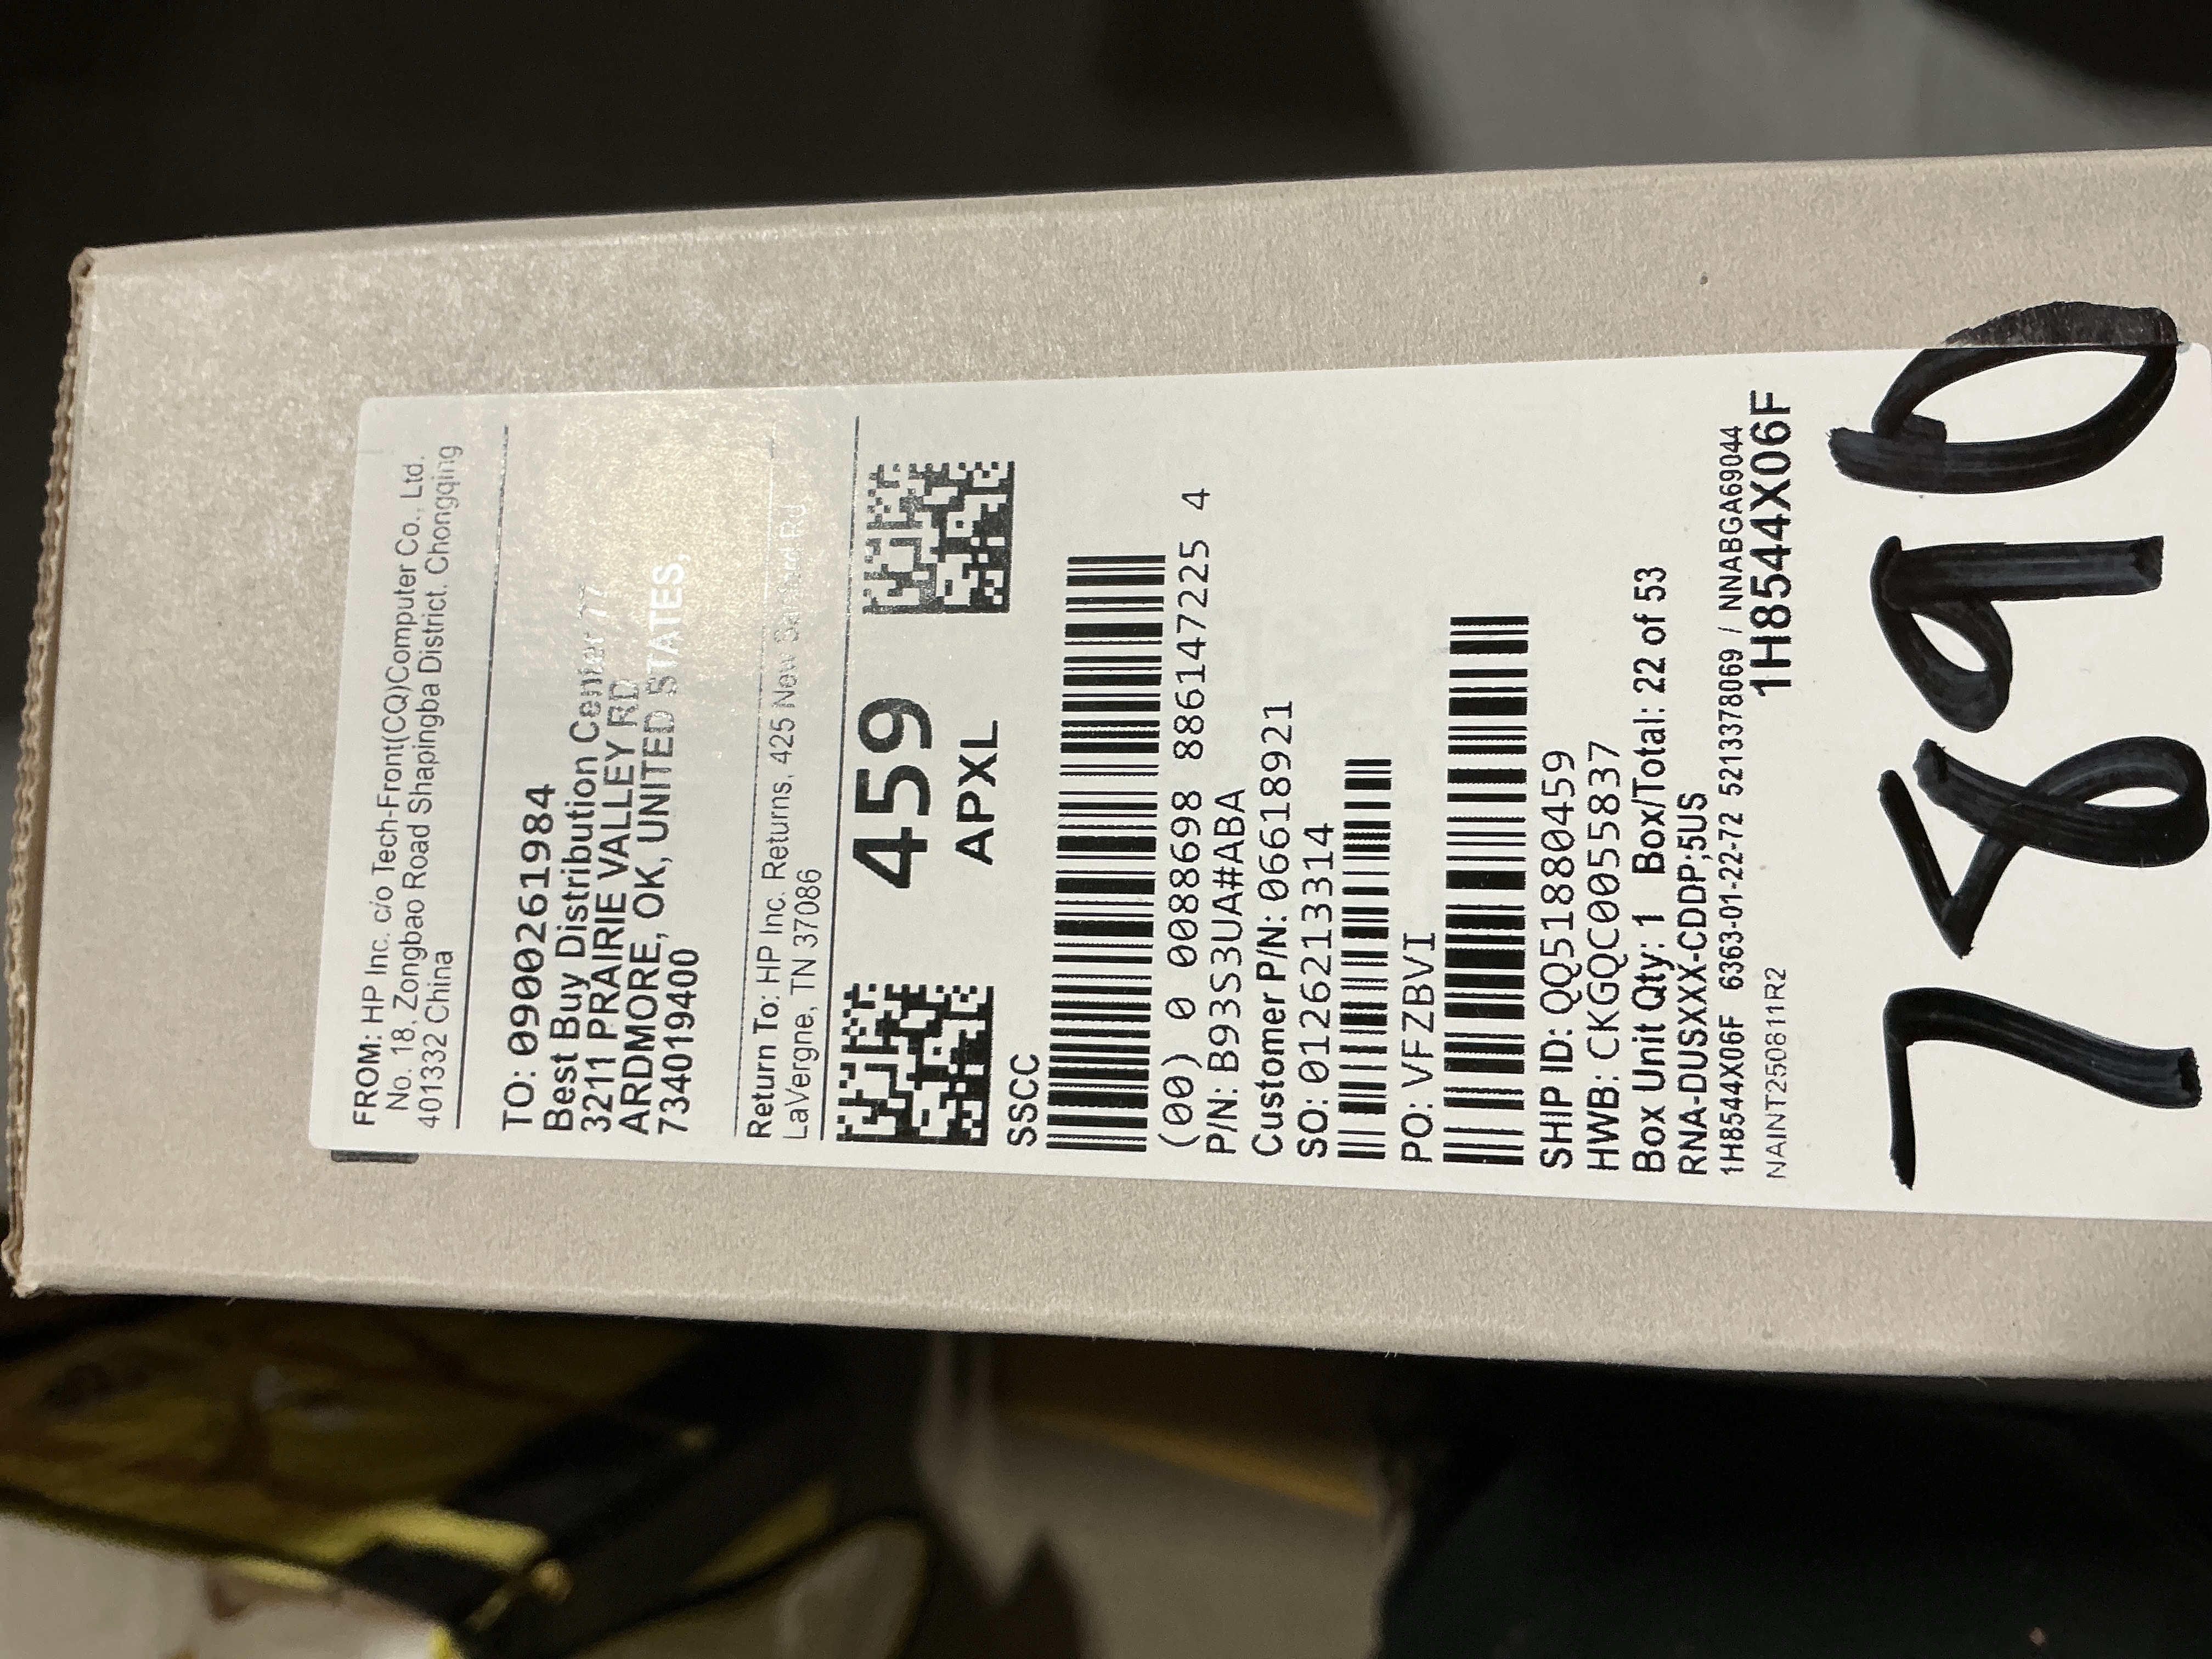 FROM: HP Inc. c/o Tech-Front(CQ)Computer Co., Ltd.
No. 18, Zongbao Road Shapingba District, Chongqing
401332 China
TO: 0900261984
Best Buy Distribution Center 77
3211 PRAIRIE VALLEY RD
ARDMORE, OK, UNITED STATES,
734019400
Return To: HP Inc. Returns, 425 New Sanford Rd
LaVergne, TN 37086
459
APXL
SSCC
(00) 0 0088698 886147225 4
P/N: B93S3UA#ABA
Customer P/N: 06618921
SO: 0126213314
PO: VFZBVI
SHIP ID: QQ51880459
HWB: CKGQC0055837
Box Unit Qty: 1 Box/Total: 22 of 53
RNA-DUSXXX-CDDP;5US
1H8544X06F 6363-01-22-72 5213378069 / NNABGA69044
NAINT250811R2 1H8544X06F
7890